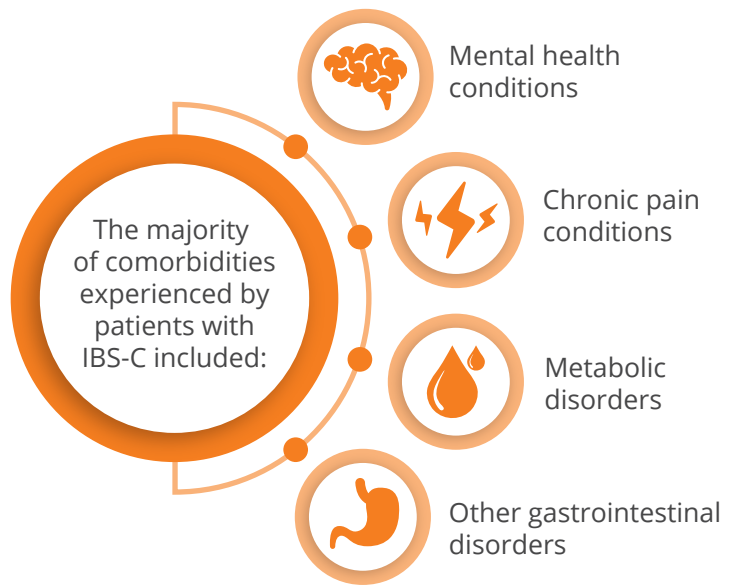 The majority
of comorbidities
experienced by
patients with
IBS-C included:
Mental health
conditions
Chronic pain
conditions
Metabolic
disorders
Other gastrointestinal
disorders